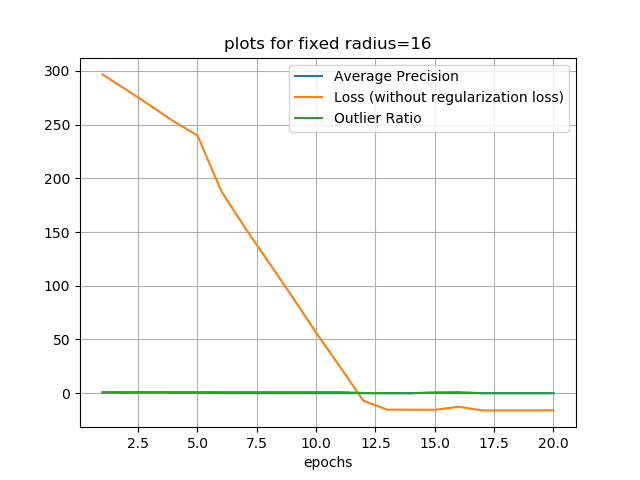 plots for fixed radius=16
300
250
200
150
100
50
0
Average Precision
Loss (without regularization loss)
Outlier Ratio
2.5 5.0 7.5 10.0 12.5 15.0 17.5 20.0
epochs